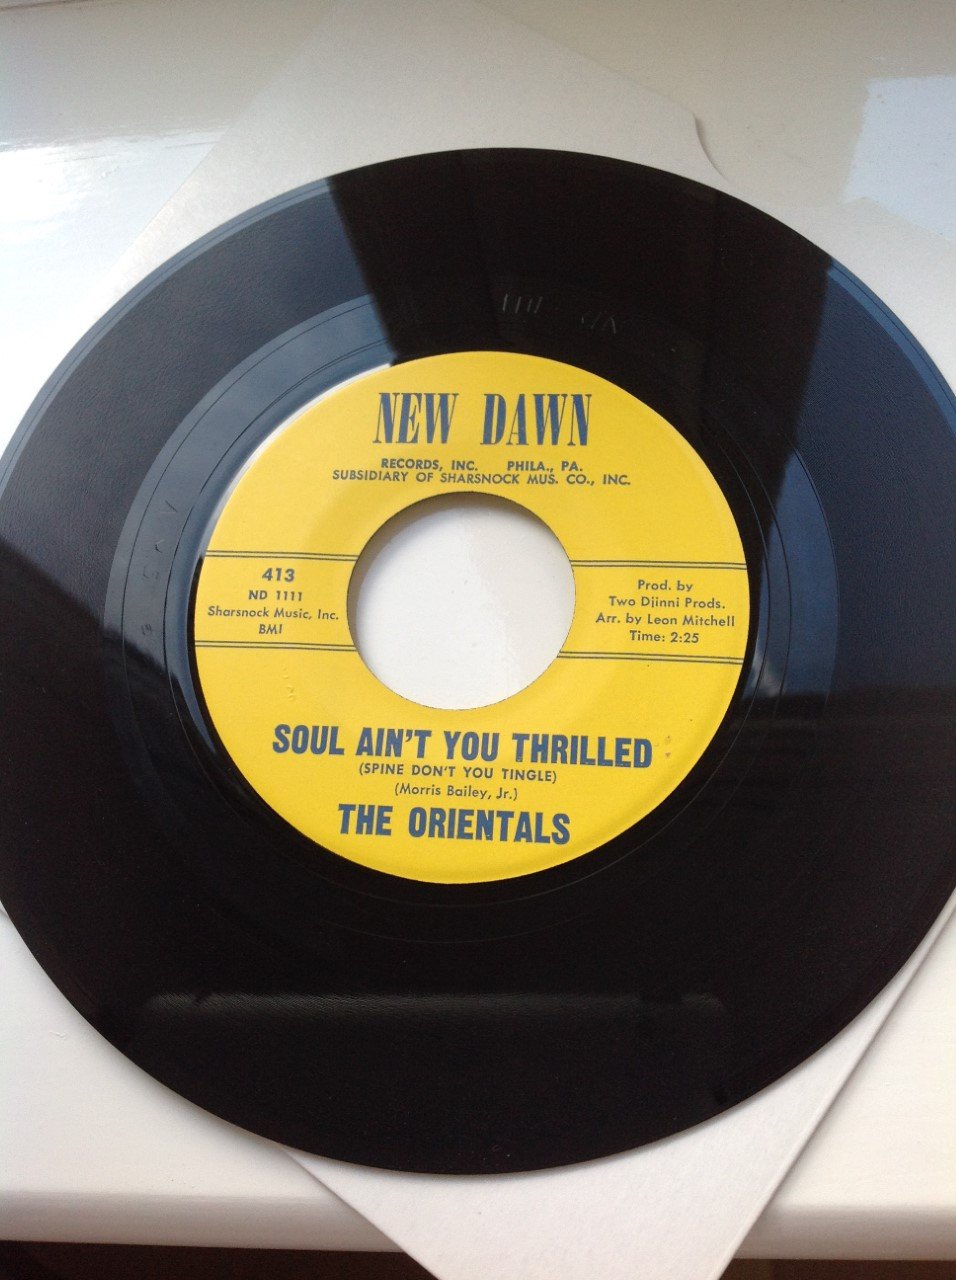 NEW DAWN
RECORDS, INC. PHILA., PA.
SUBSIDIARY OF SHARSNOCK MUS. CO., INC.
413
ND 1111
Sharsnock Music, Inc.
BMI
Prod. by
Two Djinni Prods.
Arr. by Leon Mitchell
Time: 2:25
SOUL AIN'T YOU THRILLED
(SPINE DON'T YOU TINGLE)
(Morris Bailey, Jr.)
THE ORIENTALS